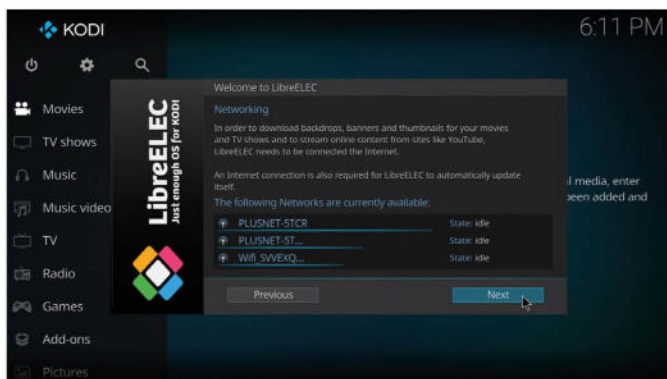 KODI
6:11 PM
Movies
TV shows
Music
Music video
TV
Radio
Games
Add-ons
Pictures
LibreELEC
Just enough OS for KODI
Welcome to LibreELEC
Networking
In order to download backdrops, banners and thumbnails for your movies
and TV shows and to stream online content from sites like YouTube,
LibreELEC needs to be connected the Internet.
An Internet connection is also required for LibreELEC to automatically update
itself.
The following Networks are currently available:
PLUSNET-5TCR State: idle
PLUSNET-5T... State: idle
Wifi_SVVEXQ... State: idle
Previous Next
l media, enter
been added and